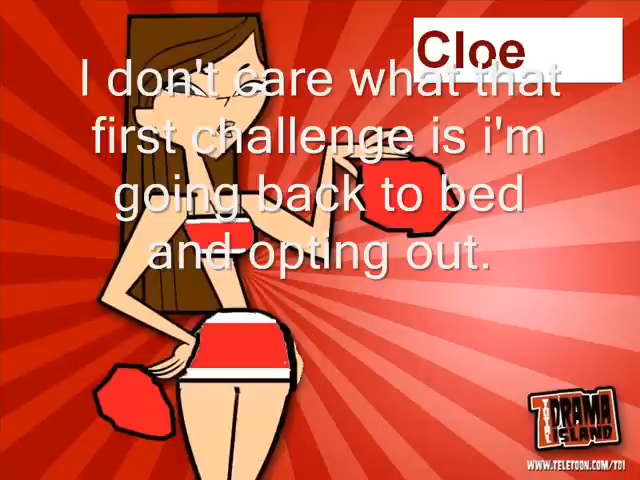 Cloe
I don't care what that
first challenge is i'm
going back to bed
and opting out.
TOTAL
DRAMA
ISLAND
WWW.TELETOON.COM/TDI